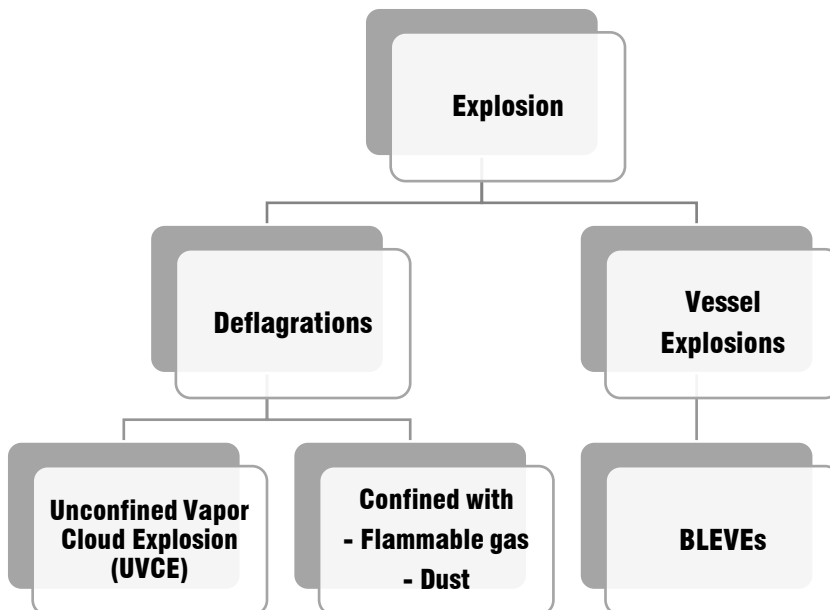 Explosion
Deflagrations
Vessel
Explosions
Unconfined Vapor
Cloud Explosion
(UVCE)
Confined with
- Flammable gas
- Dust
BLEVEs